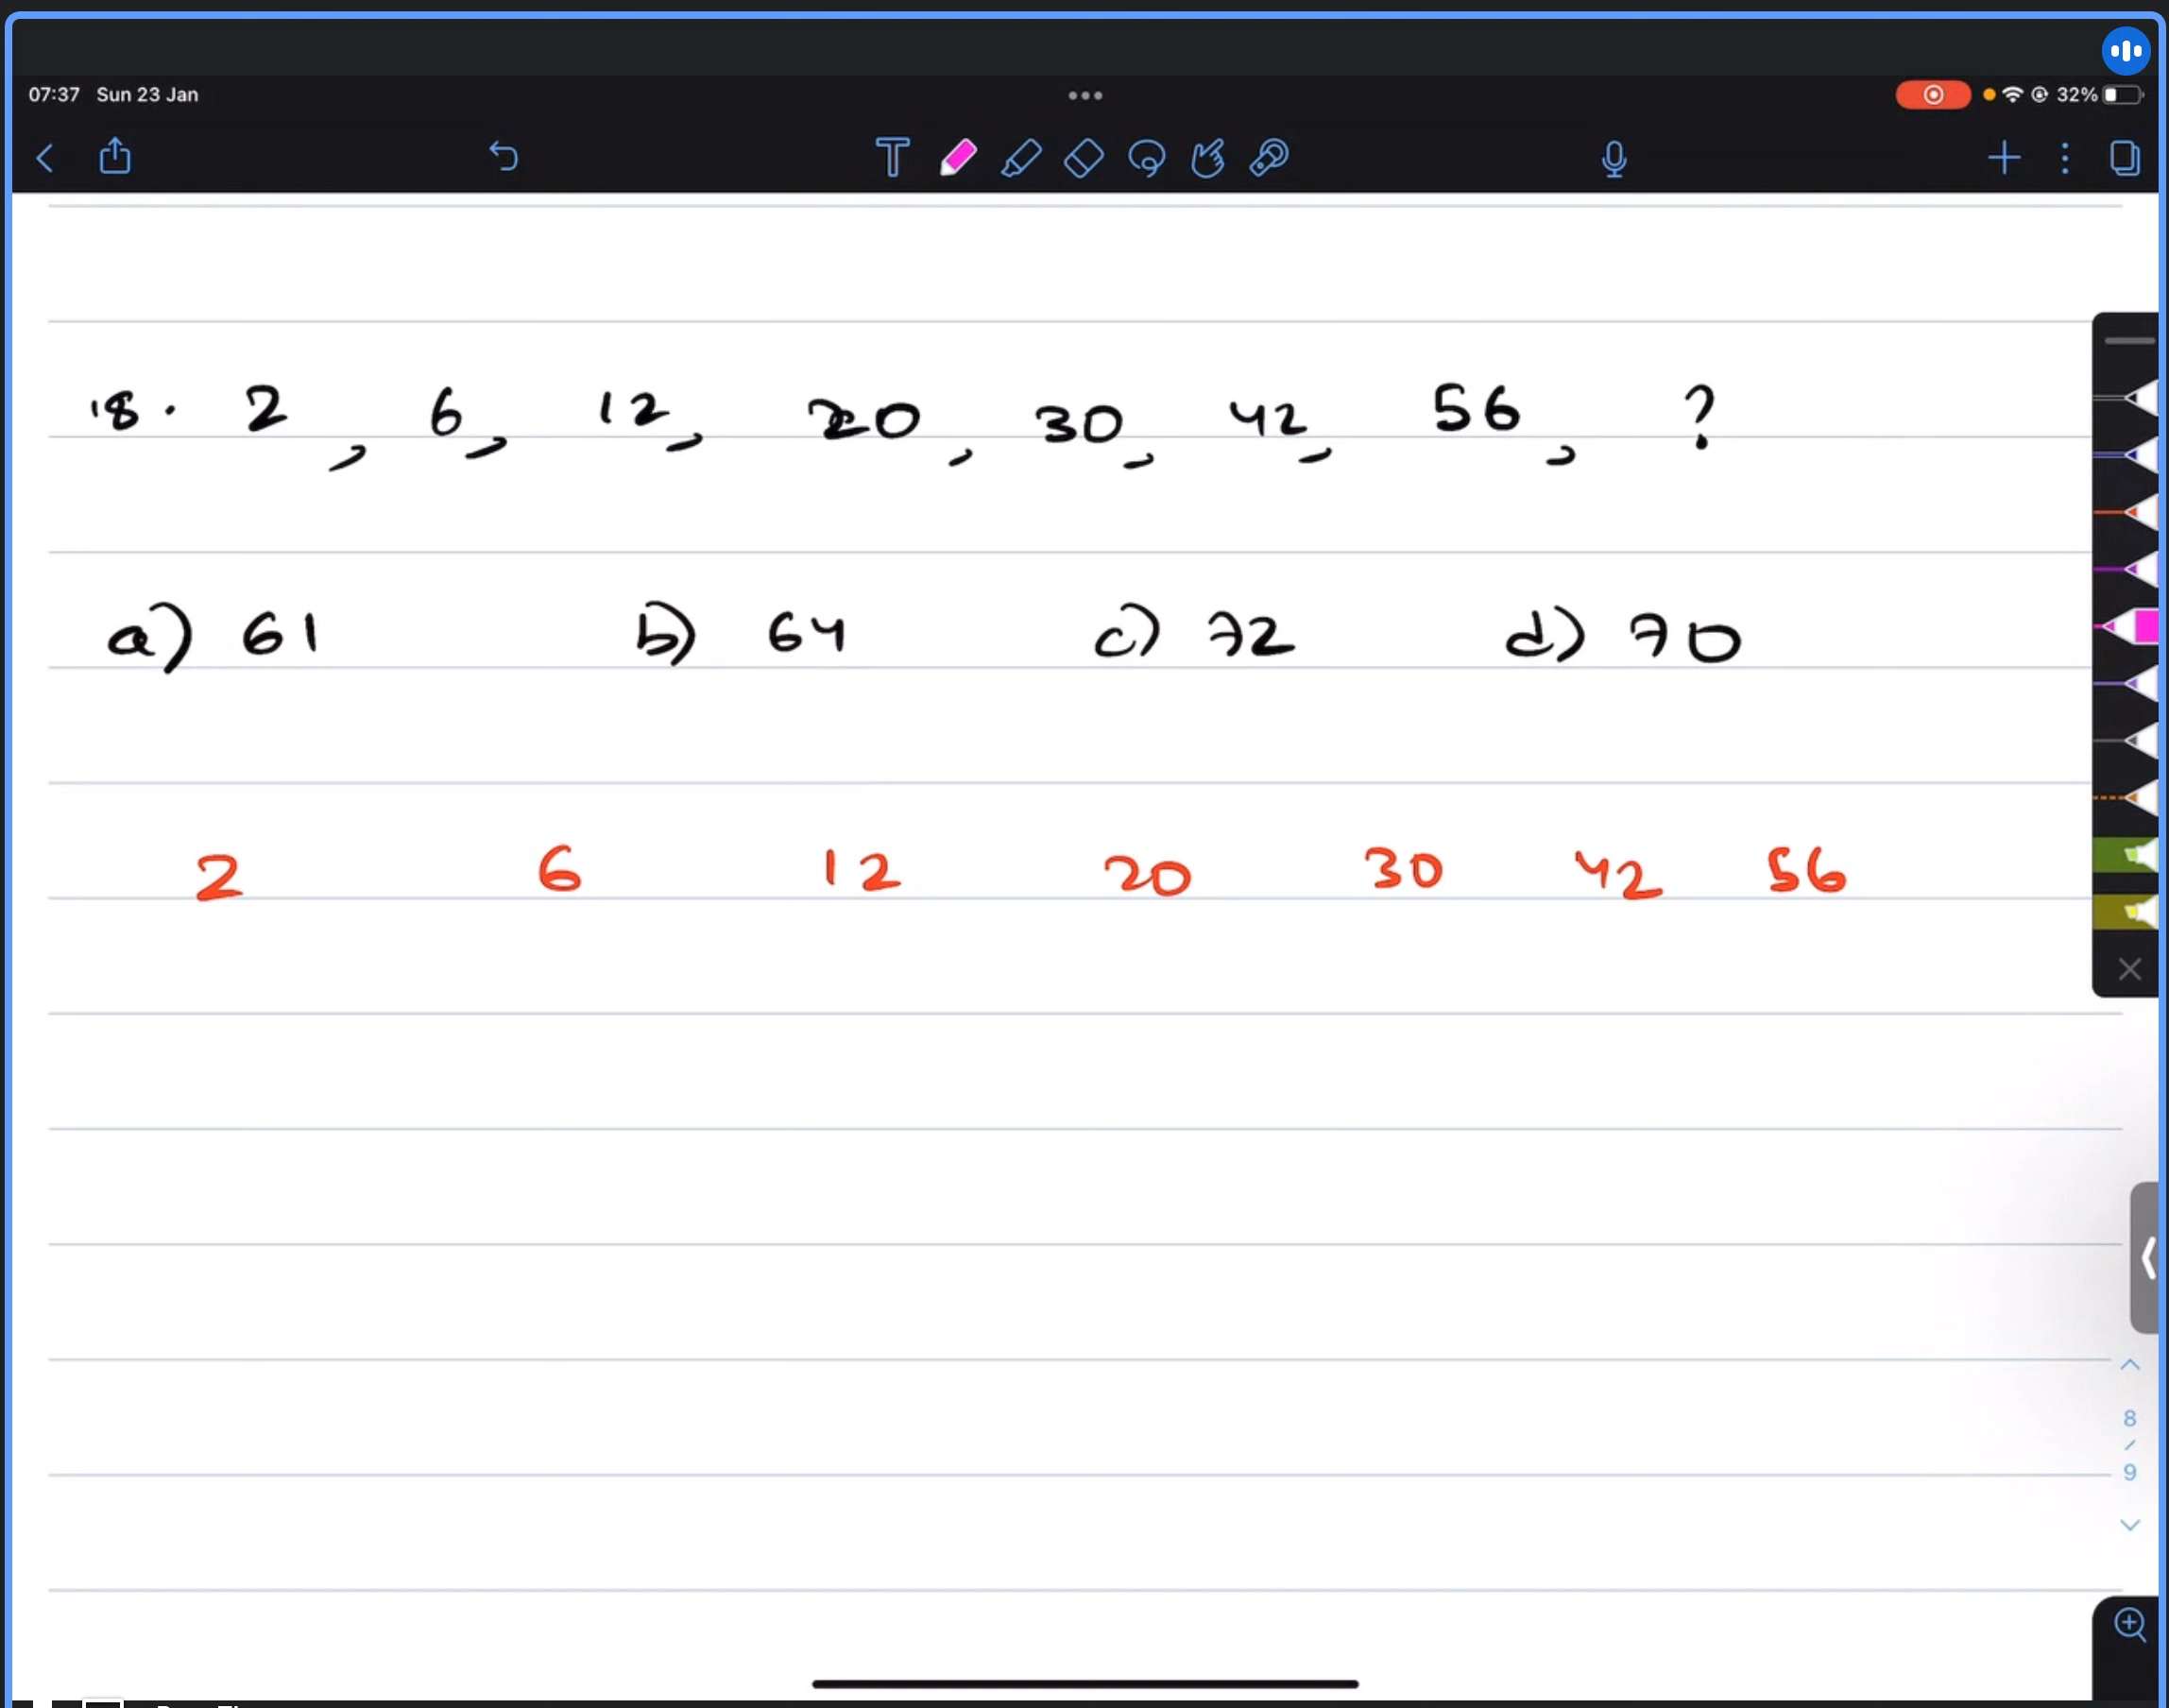 07:37 Sun 23 Jan 32%
18. 2, 6, 12, 20, 30, 42, 56, ?
a) 61 b) 64 c) 72 d) 70
2 6 12 20 30 42 56
8
/
9